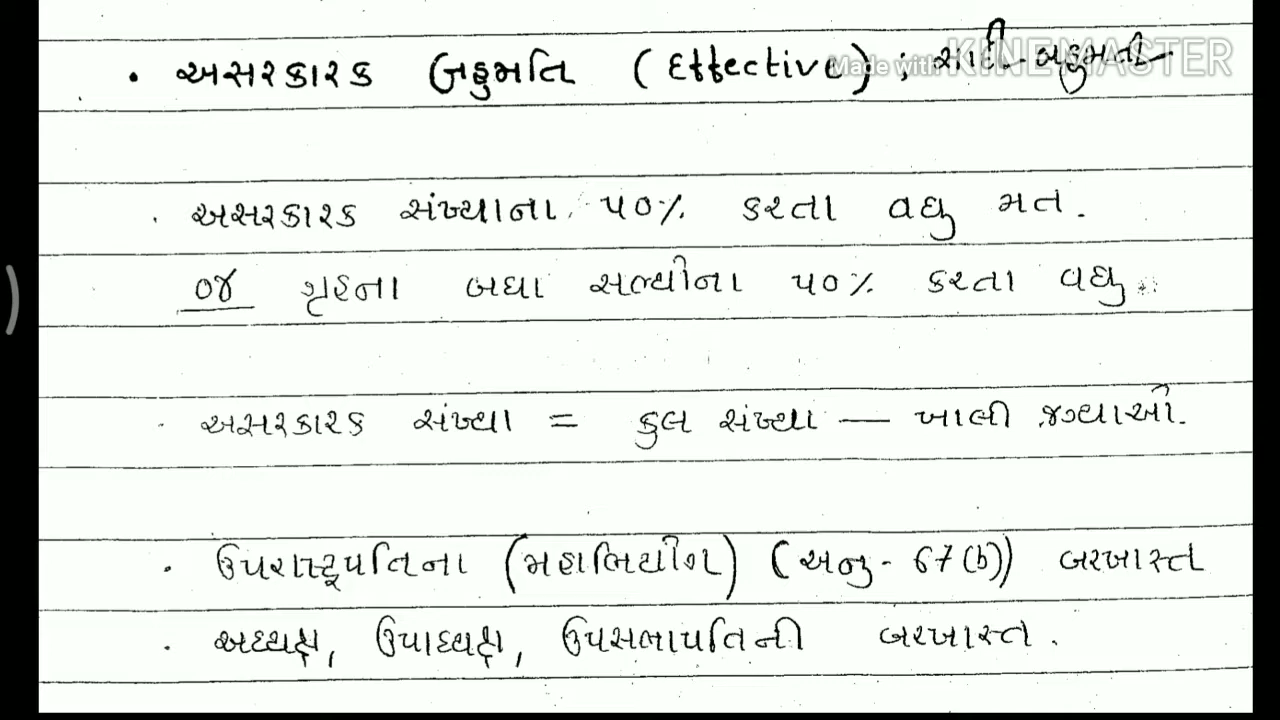 • અસરકારક બહુમતિ (Effective) ; સાદી બહુમતી
Made with KINEMASTER
. અસરકારક સંખ્યાના ૫૦% કરતા વધુ મત.
૦૪ ગૃહના બધા સભ્યોના ૫૦% કરતા વધુ.
. અસરકારક સંખ્યા = કુલ સંખ્યા — ખાલી જગ્યાઓ.
. ઉપરાષ્ટ્રપતિના (મહાભિયોગ) (અનુ - 67(b)) બરખાસ્ત
. અધ્યક્ષ, ઉપાધ્યક્ષ, ઉપસભાપતિની બરખાસ્ત.